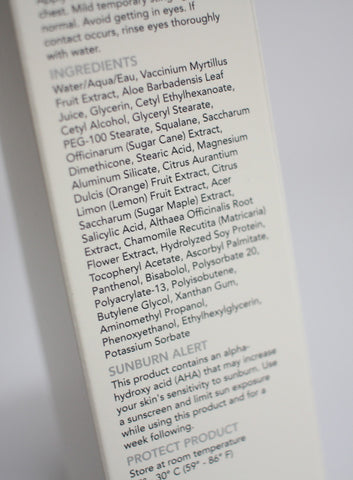 chest. Mild temporary
normal. Avoid getting in eyes. If
contact occurs, rinse eyes thoroughly
with water.
INGREDIENTS
Water/Aqua/Eau, Vaccinium Myrtillus
Fruit Extract, Aloe Barbadensis Leaf
Juice, Glycerin, Cetyl Ethylhexanoate,
Cetyl Alcohol, Glyceryl Stearate,
PEG-100 Stearate, Squalane, Saccharum
Officinarum (Sugar Cane) Extract,
Dimethicone, Stearic Acid, Magnesium
Aluminum Silicate, Citrus Aurantium
Dulcis (Orange) Fruit Extract, Citrus
Limon (Lemon) Fruit Extract, Acer
Saccharum (Sugar Maple) Extract,
Salicylic Acid, Althaea Officinalis Root
Extract, Chamomile Recutita (Matricaria)
Flower Extract, Hydrolyzed Soy Protein,
Tocopheryl Acetate, Ascorbyl Palmitate,
Panthenol, Bisabolol, Polysorbate 20,
Polyacrylate-13, Polyisobutene,
Butylene Glycol, Xanthan Gum,
Aminomethyl Propanol,
Phenoxyethanol, Ethylhexylglycerin,
Potassium Sorbate
SUNBURN ALERT
This product contains an alpha-
hydroxy acid (AHA) that may increase
your skin's sensitivity to sunburn. Use
a sunscreen and limit sun exposure
while using this product and for a
week following.
PROTECT PRODUCT
Store at room temperature
- 30° C (59° - 86° F)